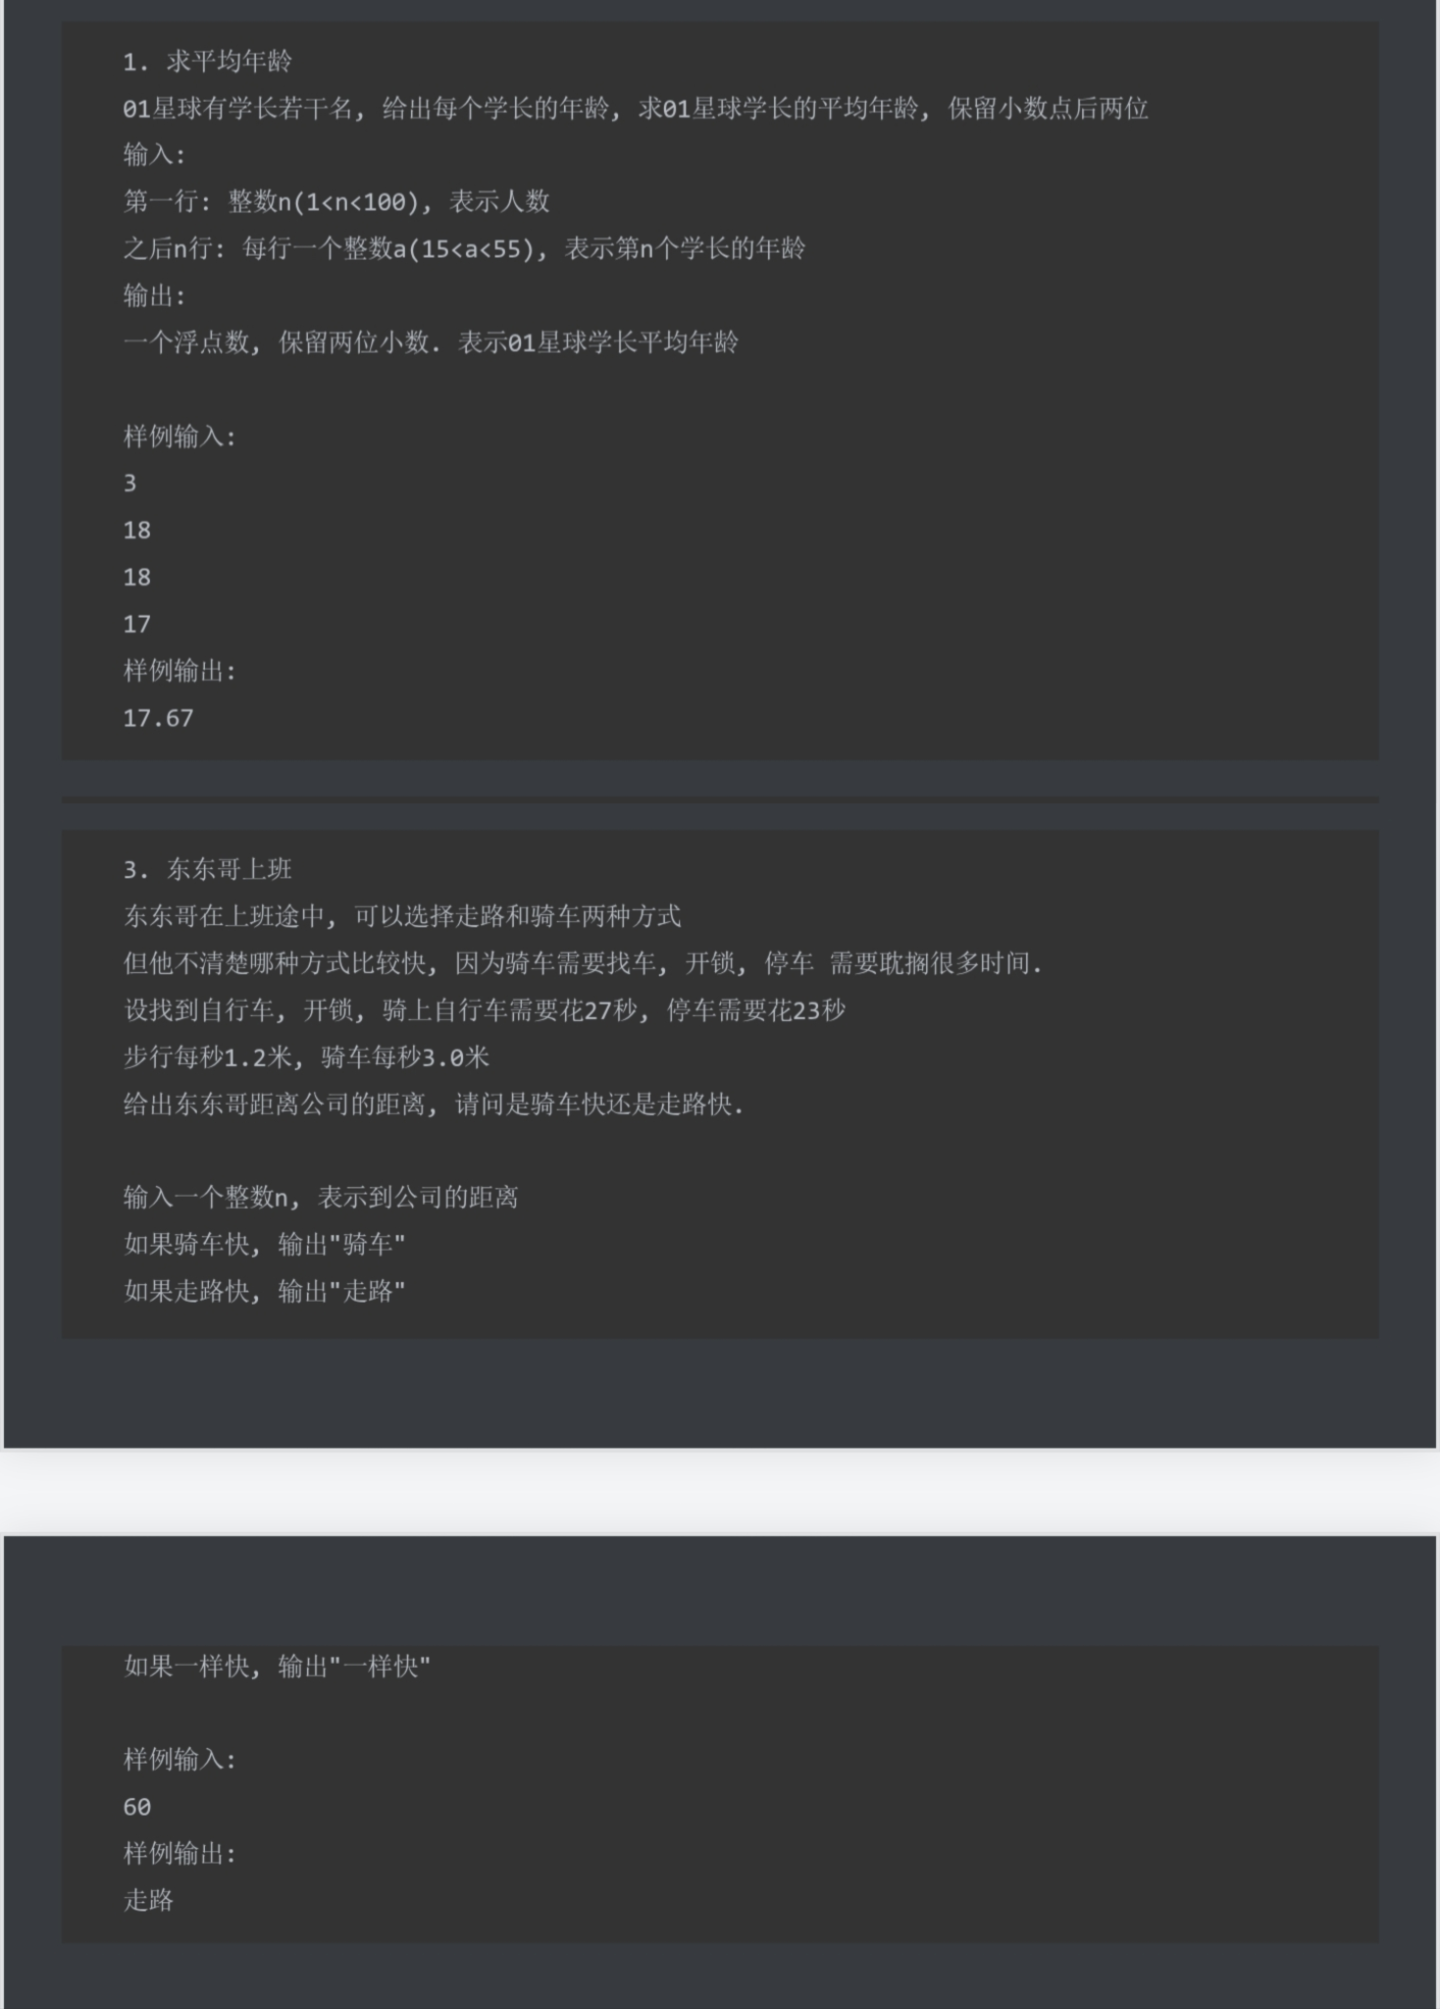 1. 求平均年龄
01星球有学长若干名, 给出每个学长的年龄, 求01星球学长的平均年龄, 保留小数点后两位
输入:
第一行: 整数n(1<n<100), 表示人数
之后n行: 每行一个整数a(15<a<55), 表示第n个学长的年龄
输出:
一个浮点数, 保留两位小数. 表示01星球学长平均年龄
样例输入:
3
18
18
17
样例输出:
17.67
3. 东东哥上班
东东哥在上班途中, 可以选择走路和骑车两种方式
但他不清楚哪种方式比较快, 因为骑车需要找车, 开锁, 停车 需要耽搁很多时间.
设找到自行车, 开锁, 骑上自行车需要花27秒, 停车需要花23秒
步行每秒1.2米, 骑车每秒3.0米
给出东东哥距离公司的距离, 请问是骑车快还是走路快.
输入一个整数n, 表示到公司的距离
如果骑车快, 输出"骑车"
如果走路快, 输出"走路"
如果一样快, 输出"一样快"
样例输入:
60
样例输出:
走路